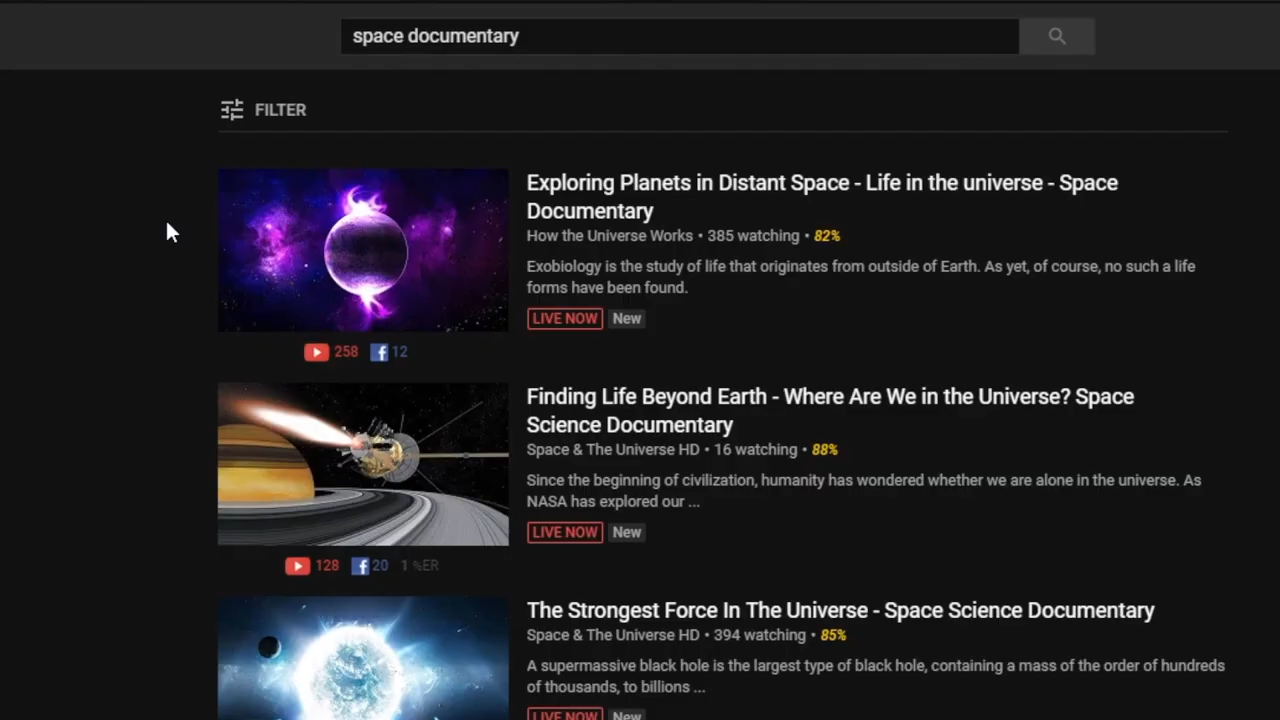 space documentary
FILTER
Exploring Planets in Distant Space - Life in the universe - Space
Documentary
How the Universe Works • 385 watching • 82%
Exobiology is the study of life that originates from outside of Earth. As yet, of course, no such a life
forms have been found.
LIVE NOW New
258 f 12
Finding Life Beyond Earth - Where Are We in the Universe? Space
Science Documentary
Space & The Universe HD • 16 watching • 88%
Since the beginning of civilization, humanity has wondered whether we are alone in the universe. As
NASA has explored our ...
LIVE NOW New
128 f 20 1 %ER
The Strongest Force In The Universe - Space Science Documentary
Space & The Universe HD • 394 watching • 85%
A supermassive black hole is the largest type of black hole, containing a mass of the order of hundreds
of thousands, to billions ...
LIVE NOW New